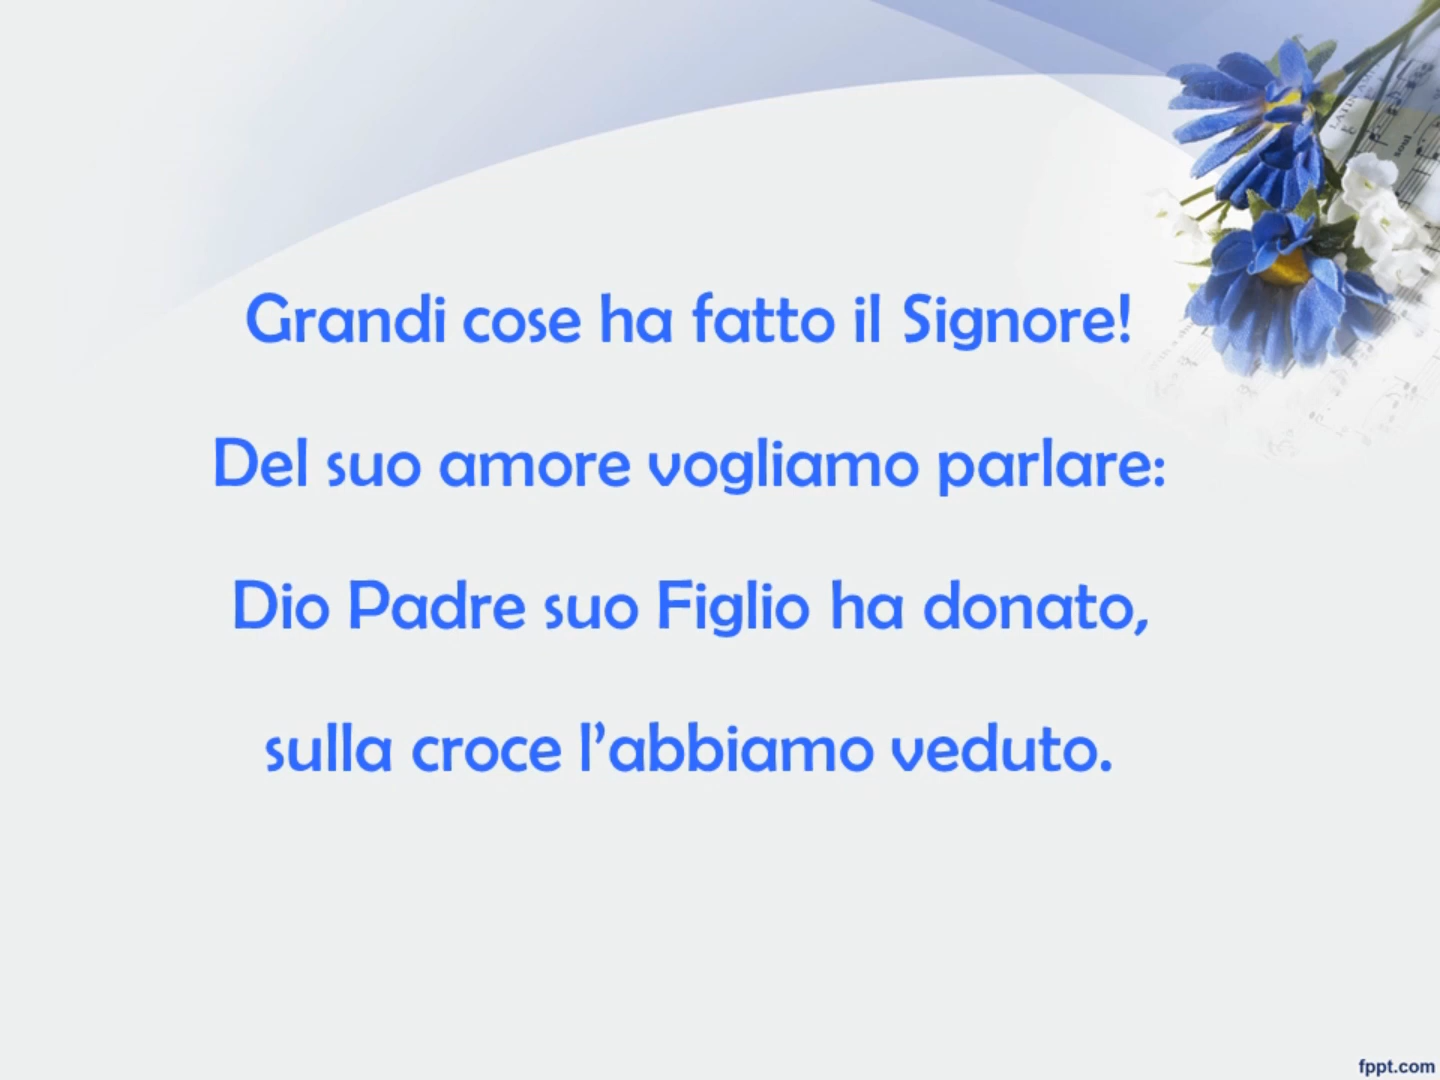 Grandi cose ha fatto il Signore!
Del suo amore vogliamo parlare:
Dio Padre suo Figlio ha donato,
sulla croce l’abbiamo veduto.
soul
fppt.com